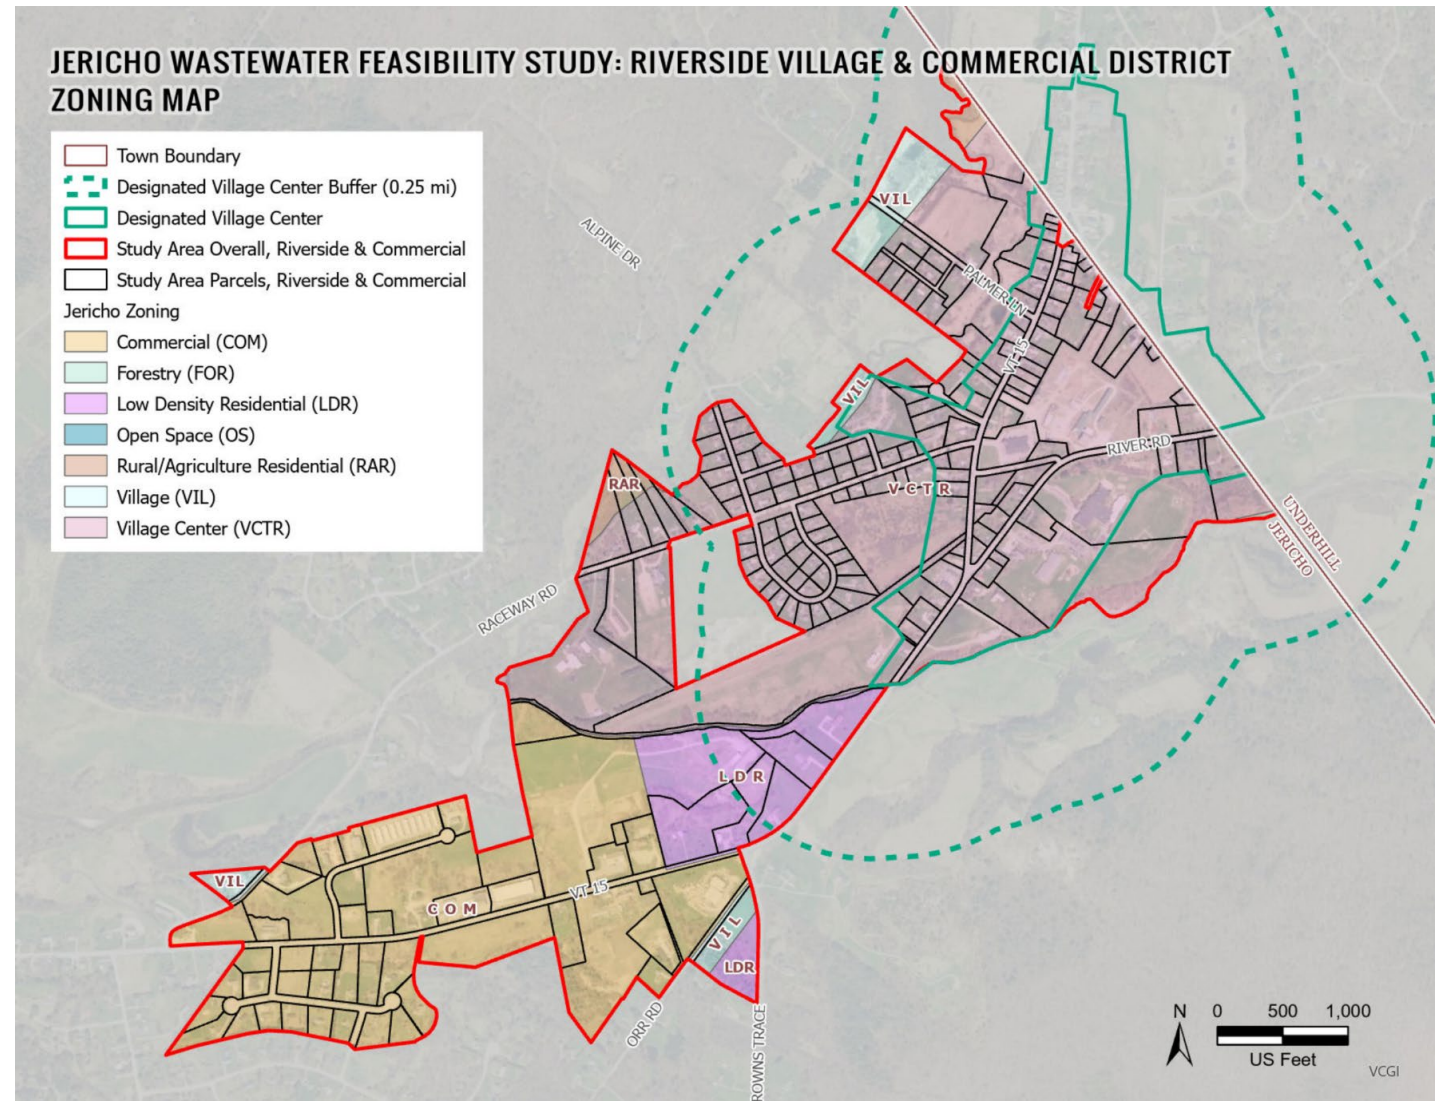 JERICHO WASTEWATER FEASIBILITY STUDY: RIVERSIDE VILLAGE & COMMERCIAL DISTRICT
ZONING MAP
Town Boundary
Designated Village Center Buffer (0.25 mi)
Designated Village Center
Study Area Overall, Riverside & Commercial
Study Area Parcels, Riverside & Commercial
Jericho Zoning
Commercial (COM)
Forestry (FOR)
Low Density Residential (LDR)
Open Space (OS)
Rural/Agriculture Residential (RAR)
Village (VIL)
Village Center (VCTR)
VIL
ALPINE DR
PALMER LN
VT 15
VIL
RIVER RD
RAR
VCTR
UNDERHILL
JERICHO
RACEWAY RD
LDR
VIL
COM
VT 15
VIL
LDR
ORR RD
ROWNS TRACE
N
0 500 1,000
US Feet
VCGI